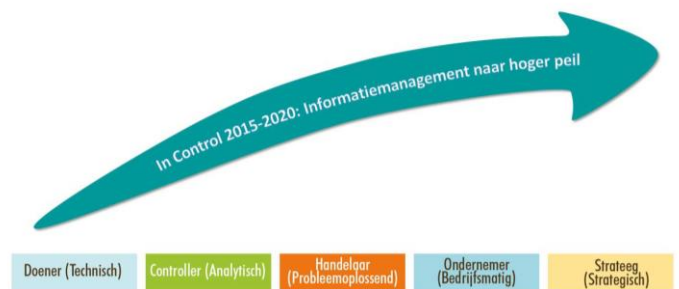 In Control 2015-2020: Informatiemanagement naar hoger peil
Doener (Technisch)
Controller (Analytisch)
Handelaar
(Probleemoplossend)
Ondernemer
(Bedrijfsmatig)
Strateeg
(Strategisch)